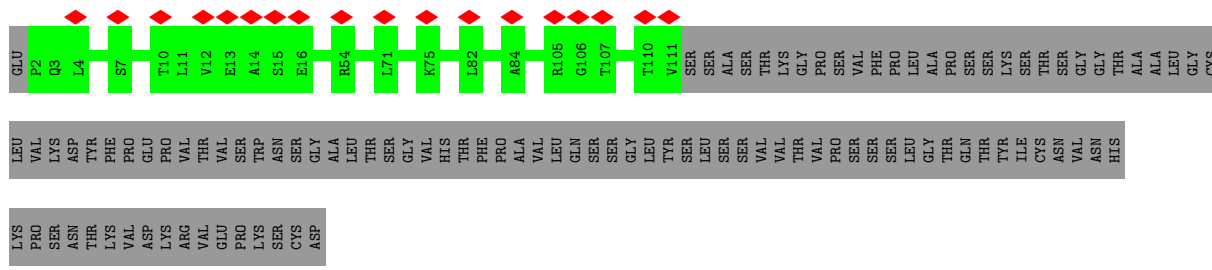 GLU P2 Q3 L4 S7 T10 L11 V12 E13 A14 S15 E16 R54 L71 K75 L82 A84 R105 G106 T107 T110 V111 SER SER ALA SER THR LYS GLY PRO SER VAL PHE PRO LEU ALA PRO SER SER LYS SER THR SER GLY GLY THR ALA ALA LEU GLY CYS
LEU VAL LYS ASP TYR PHE PRO GLU PRO VAL THR VAL SER TRP ASN SER GLY ALA LEU THR SER GLY VAL HIS THR PHE PRO ALA VAL LEU GLN SER SER GLY LEU TYR SER LEU SER SER VAL VAL THR VAL PRO SER SER SER LEU GLY THR GLN THR TYR ILE CYS ASN VAL ASN HIS
LYS PRO SER ASN THR LYS VAL ASP LYS ARG VAL GLU PRO LYS SER CYS ASP